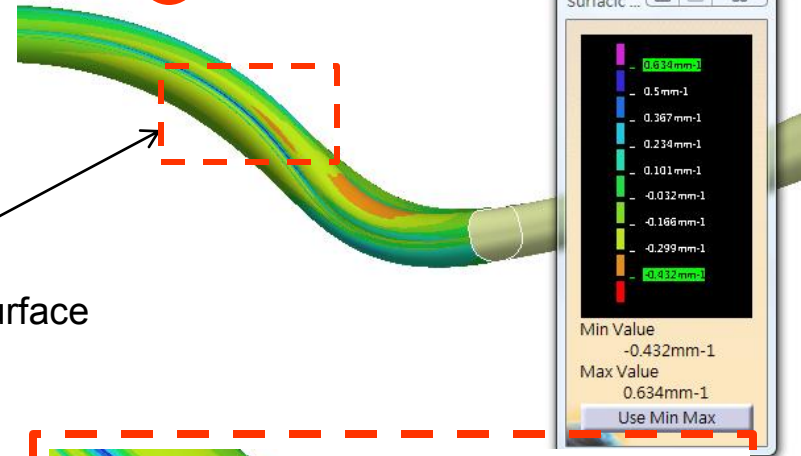 Surfacic ...
0.634mm-1
0.5mm-1
0.367mm-1
0.234mm-1
0.101mm-1
-0.032mm-1
-0.166mm-1
-0.299mm-1
-0.432mm-1
urface
Min Value
-0.432mm-1
Max Value
0.634mm-1
Use Min Max